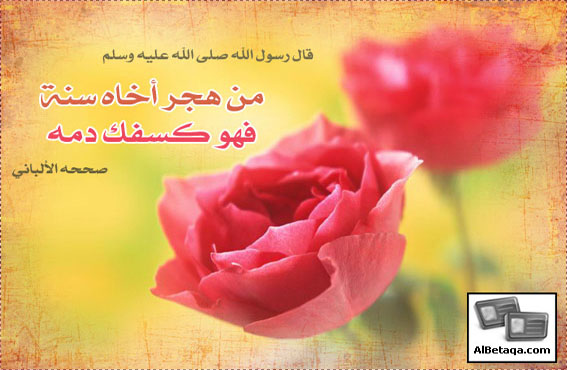 قال رسول الله صلى الله عليه وسلم
من هجر أخاه سنة
فهو كسفك دمه
صححه الألباني
AlBetaqa.com